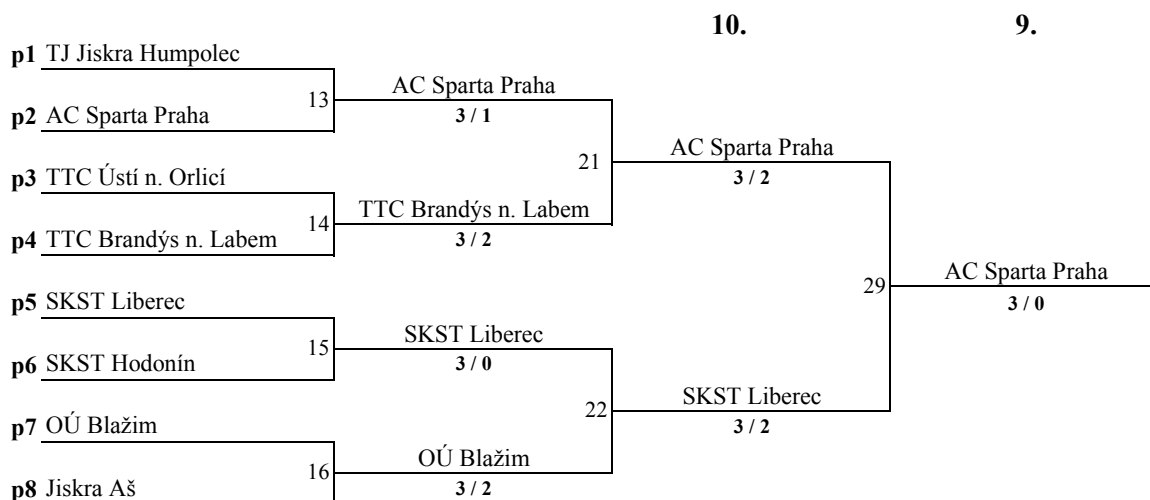 10. 9.
p1 TJ Jiskra Humpolec
13 AC Sparta Praha
3 / 1
p2 AC Sparta Praha
21 AC Sparta Praha
3 / 2
p3 TTC Ústí n. Orlicí
14 TTC Brandýs n. Labem
3 / 2
p4 TTC Brandýs n. Labem
29 AC Sparta Praha
3 / 0
p5 SKST Liberec
15 SKST Liberec
3 / 0
p6 SKST Hodonín
22 SKST Liberec
3 / 2
p7 OÚ Blažim
16 OÚ Blažim
3 / 2
p8 Jiskra Aš